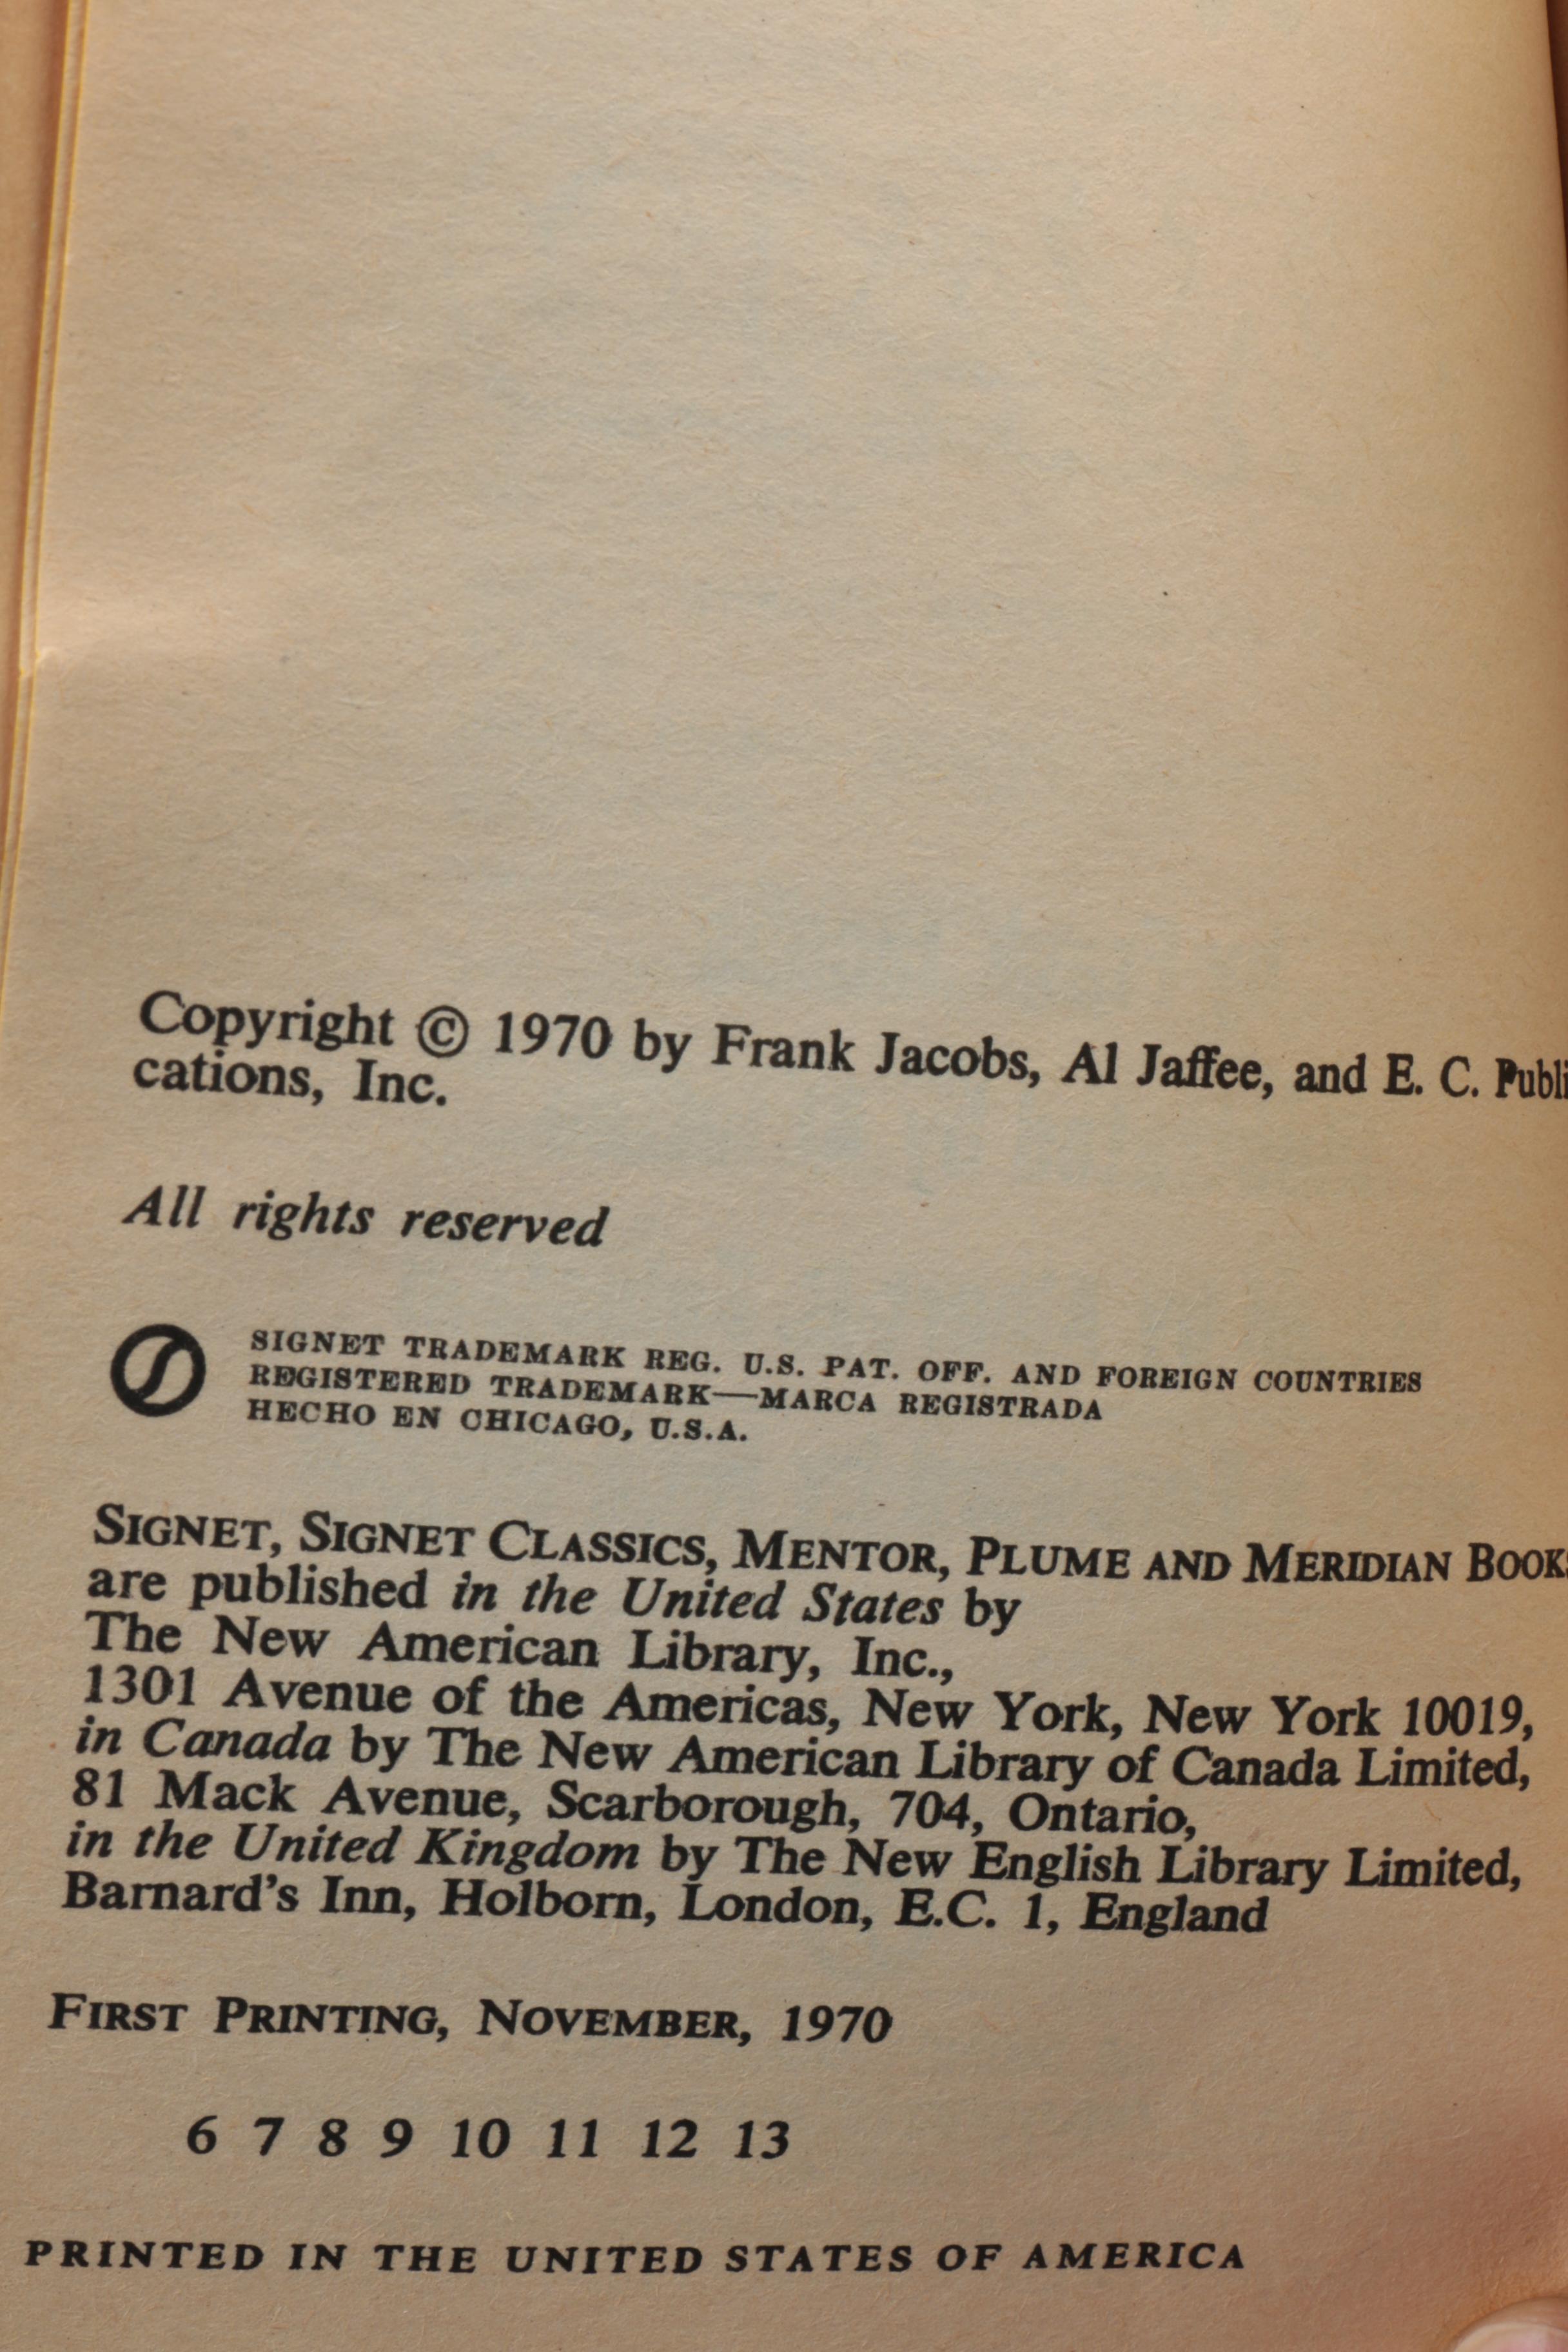 Copyright © 1970 by Frank Jacobs, Al Jaffee, and E. C. Publi
cations, Inc.
All rights reserved
SIGNET TRADEMARK REG. U.S. PAT. OFF. AND FOREIGN COUNTRIES
REGISTERED TRADEMARK—MARCA REGISTRADA
HECHO EN CHICAGO, U.S.A.
SIGNET, SIGNET CLASSICS, MENTOR, PLUME AND MERIDIAN BOOKS
are published in the United States by
The New American Library, Inc.,
1301 Avenue of the Americas, New York, New York 10019,
in Canada by The New American Library of Canada Limited,
81 Mack Avenue, Scarborough, 704, Ontario,
in the United Kingdom by The New English Library Limited,
Barnard's Inn, Holborn, London, E.C. 1, England
FIRST PRINTING, NOVEMBER, 1970
6 7 8 9 10 11 12 13
PRINTED IN THE UNITED STATES OF AMERICA